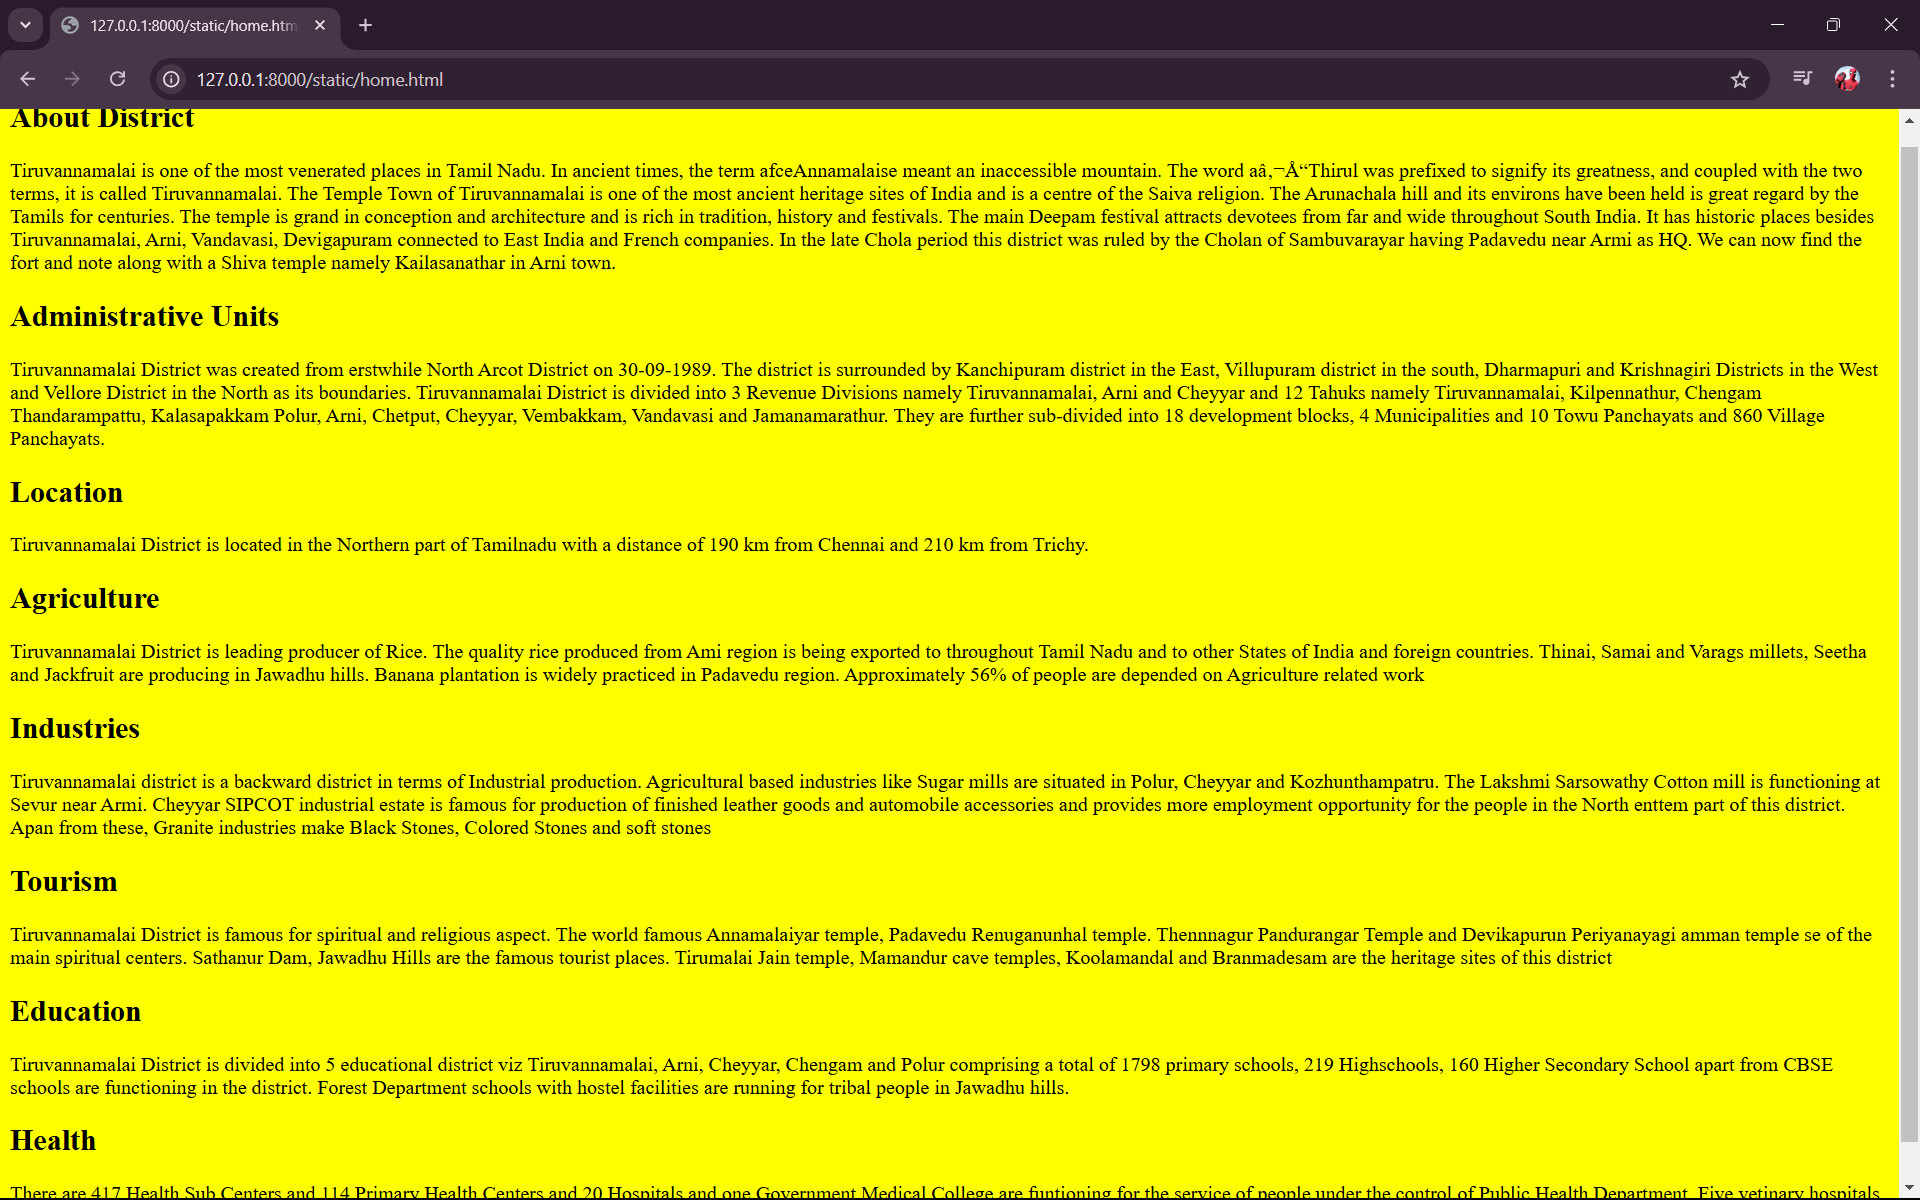 127.0.0.1:8000/static/home.htm
127.0.0.1:8000/static/home.html
About District
Tiruvannamalai is one of the most venerated places in Tamil Nadu. In ancient times, the term afceAnnamalaise meant an inaccessible mountain. The word aâ‚¬Å“Thirul was prefixed to signify its greatness, and coupled with the two
terms, it is called Tiruvannamalai. The Temple Town of Tiruvannamalai is one of the most ancient heritage sites of India and is a centre of the Saiva religion. The Arunachala hill and its environs have been held is great regard by the
Tamils for centuries. The temple is grand in conception and architecture and is rich in tradition, history and festivals. The main Deepam festival attracts devotees from far and wide throughout South India. It has historic places besides
Tiruvannamalai, Arni, Vandavasi, Devigapuram connected to East India and French companies. In the late Chola period this district was ruled by the Cholan of Sambuvarayar having Padavedu near Armi as HQ. We can now find the
fort and note along with a Shiva temple namely Kailasanathar in Arni town.
Administrative Units
Tiruvannamalai District was created from erstwhile North Arcot District on 30-09-1989. The district is surrounded by Kanchipuram district in the East, Villupuram district in the south, Dharmapuri and Krishnagiri Districts in the West
and Vellore District in the North as its boundaries. Tiruvannamalai District is divided into 3 Revenue Divisions namely Tiruvannamalai, Arni and Cheyyar and 12 Tahuks namely Tiruvannamalai, Kilpennathur, Chengam
Thandarampattu, Kalasapakkam Polur, Arni, Chetput, Cheyyar, Vembakkam, Vandavasi and Jamanamarathur. They are further sub-divided into 18 development blocks, 4 Municipalities and 10 Towu Panchayats and 860 Village
Panchayats.
Location
Tiruvannamalai District is located in the Northern part of Tamilnadu with a distance of 190 km from Chennai and 210 km from Trichy.
Agriculture
Tiruvannamalai District is leading producer of Rice. The quality rice produced from Ami region is being exported to throughout Tamil Nadu and to other States of India and foreign countries. Thinai, Samai and Varags millets, Seetha
and Jackfruit are producing in Jawadhu hills. Banana plantation is widely practiced in Padavedu region. Approximately 56% of people are depended on Agriculture related work
Industries
Tiruvannamalai district is a backward district in terms of Industrial production. Agricultural based industries like Sugar mills are situated in Polur, Cheyyar and Kozhunthampatru. The Lakshmi Sarsowathy Cotton mill is functioning at
Sevur near Armi. Cheyyar SIPCOT industrial estate is famous for production of finished leather goods and automobile accessories and provides more employment opportunity for the people in the North enttem part of this district.
Apan from these, Granite industries make Black Stones, Colored Stones and soft stones
Tourism
Tiruvannamalai District is famous for spiritual and religious aspect. The world famous Annamalaiyar temple, Padavedu Renuganunhal temple. Thennnagur Pandurangar Temple and Devikapurun Periyanayagi amman temple se of the
main spiritual centers. Sathanur Dam, Jawadhu Hills are the famous tourist places. Tirumalai Jain temple, Mamandur cave temples, Koolamandal and Branmadesam are the heritage sites of this district
Education
Tiruvannamalai District is divided into 5 educational district viz Tiruvannamalai, Arni, Cheyyar, Chengam and Polur comprising a total of 1798 primary schools, 219 Highschools, 160 Higher Secondary School apart from CBSE
schools are functioning in the district. Forest Department schools with hostel facilities are running for tribal people in Jawadhu hills.
Health
There are 417 Health Sub Centers and 114 Primary Health Centers and 20 Hospitals and one Government Medical College are funtioning for the service of people under the control of Public Health Department. Five vetinary hospitals